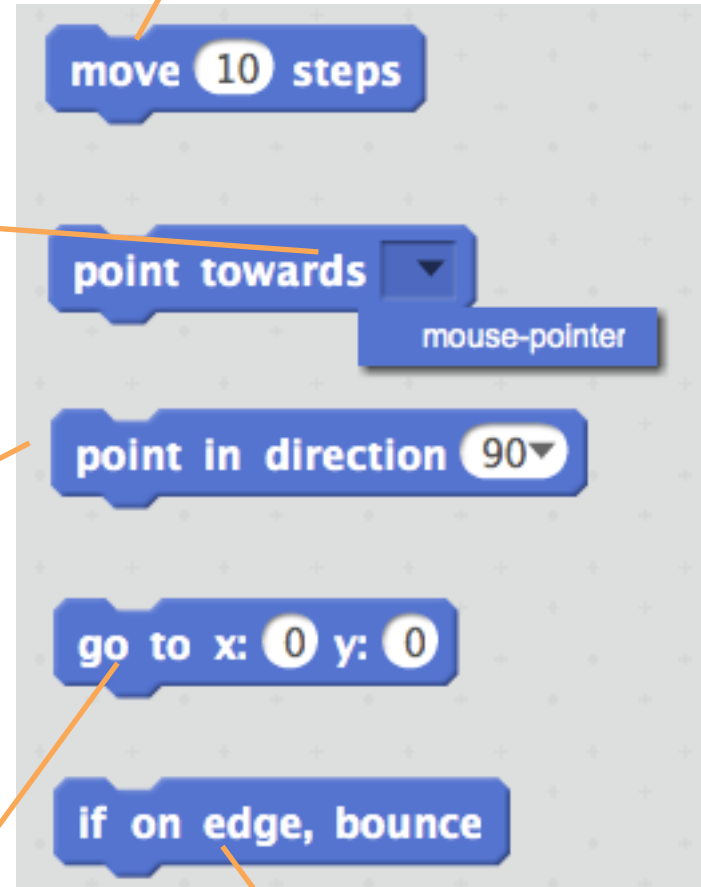 move 10 steps
point towards
mouse-pointer
point in direction 90
go to x: 0 y: 0
if on edge, bounce